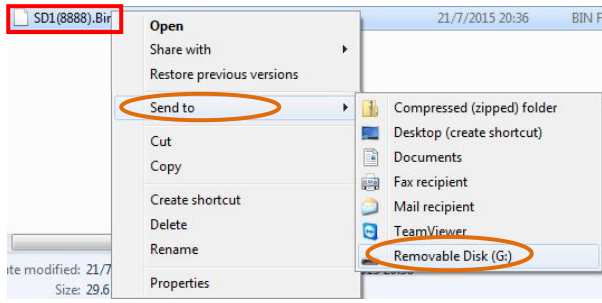 SD1(8888).Bin
21/7/2015 20:36
BIN F
Open
Share with
Restore previous versions
Send to
Cut
Copy
Create shortcut
Delete
Rename
Properties
Compressed (zipped) folder
Desktop (create shortcut)
Documents
Fax recipient
Mail recipient
TeamViewer
Removable Disk (G:)
te modified: 21/7
Size: 29.6